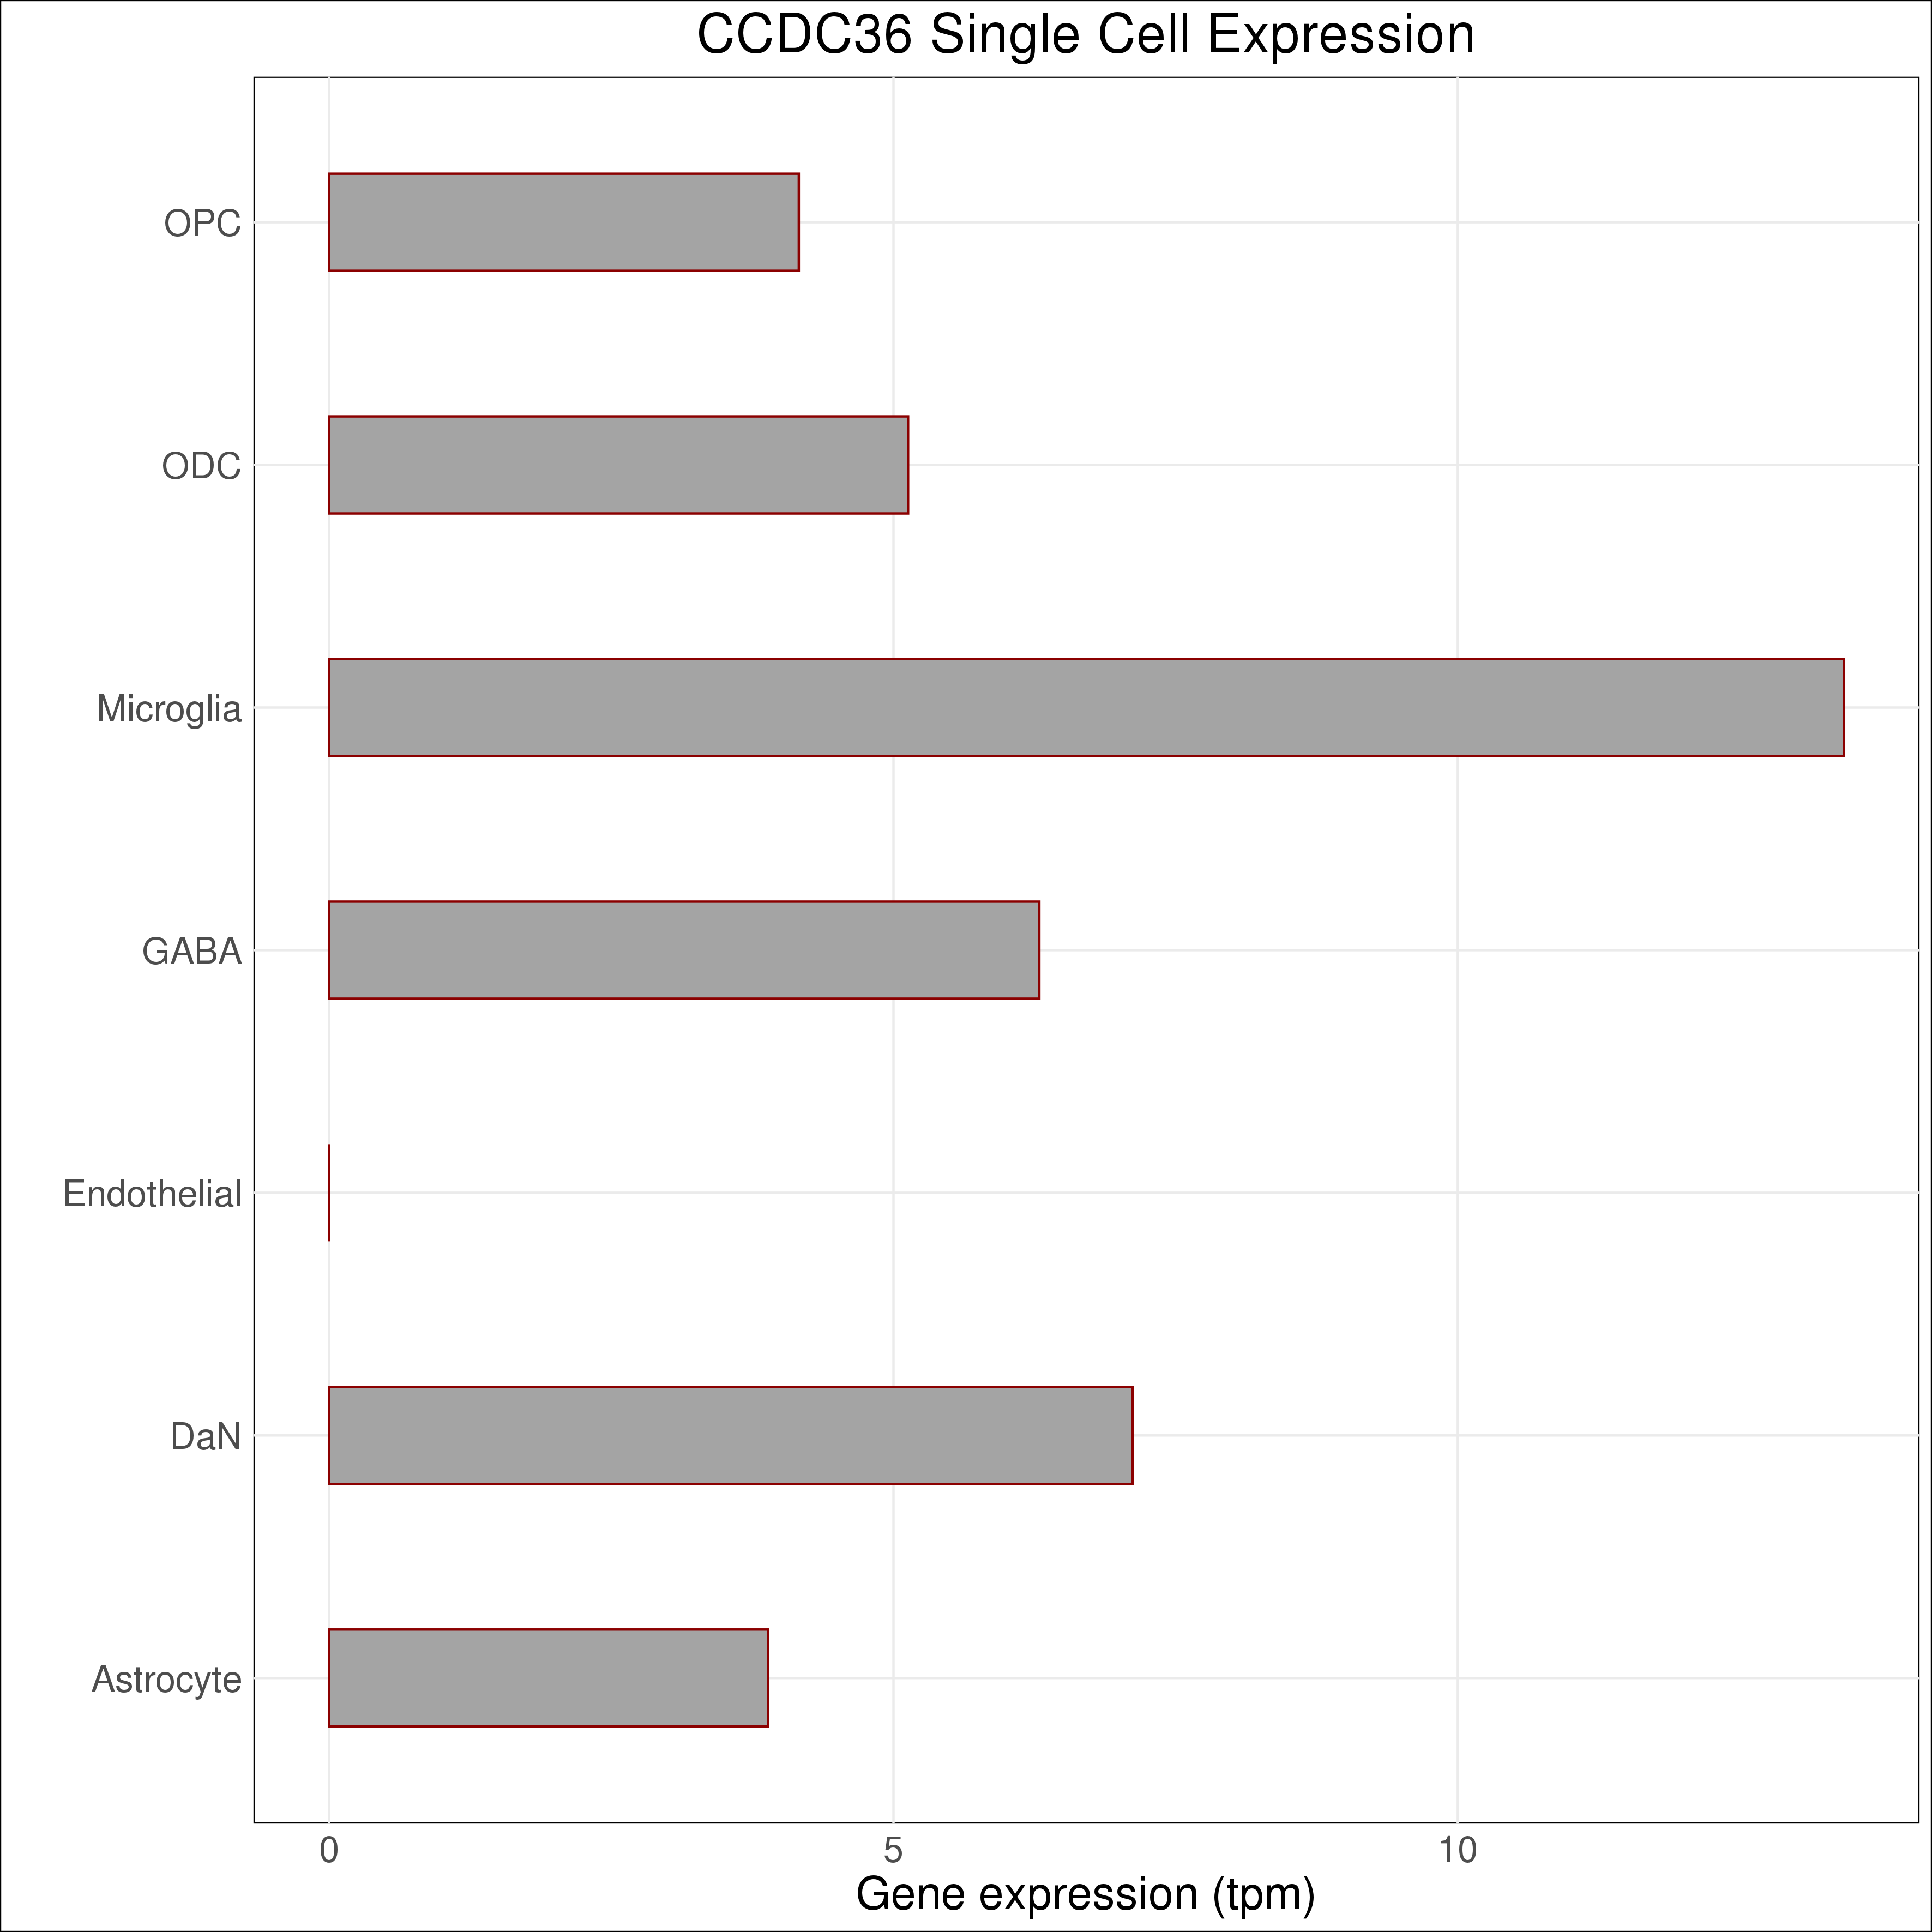 CCDC36 Single Cell Expression
OPC
ODC
Microglia
GABA
Endothelial
DaN
Astrocyte
0 5 10
Gene expression (tpm)